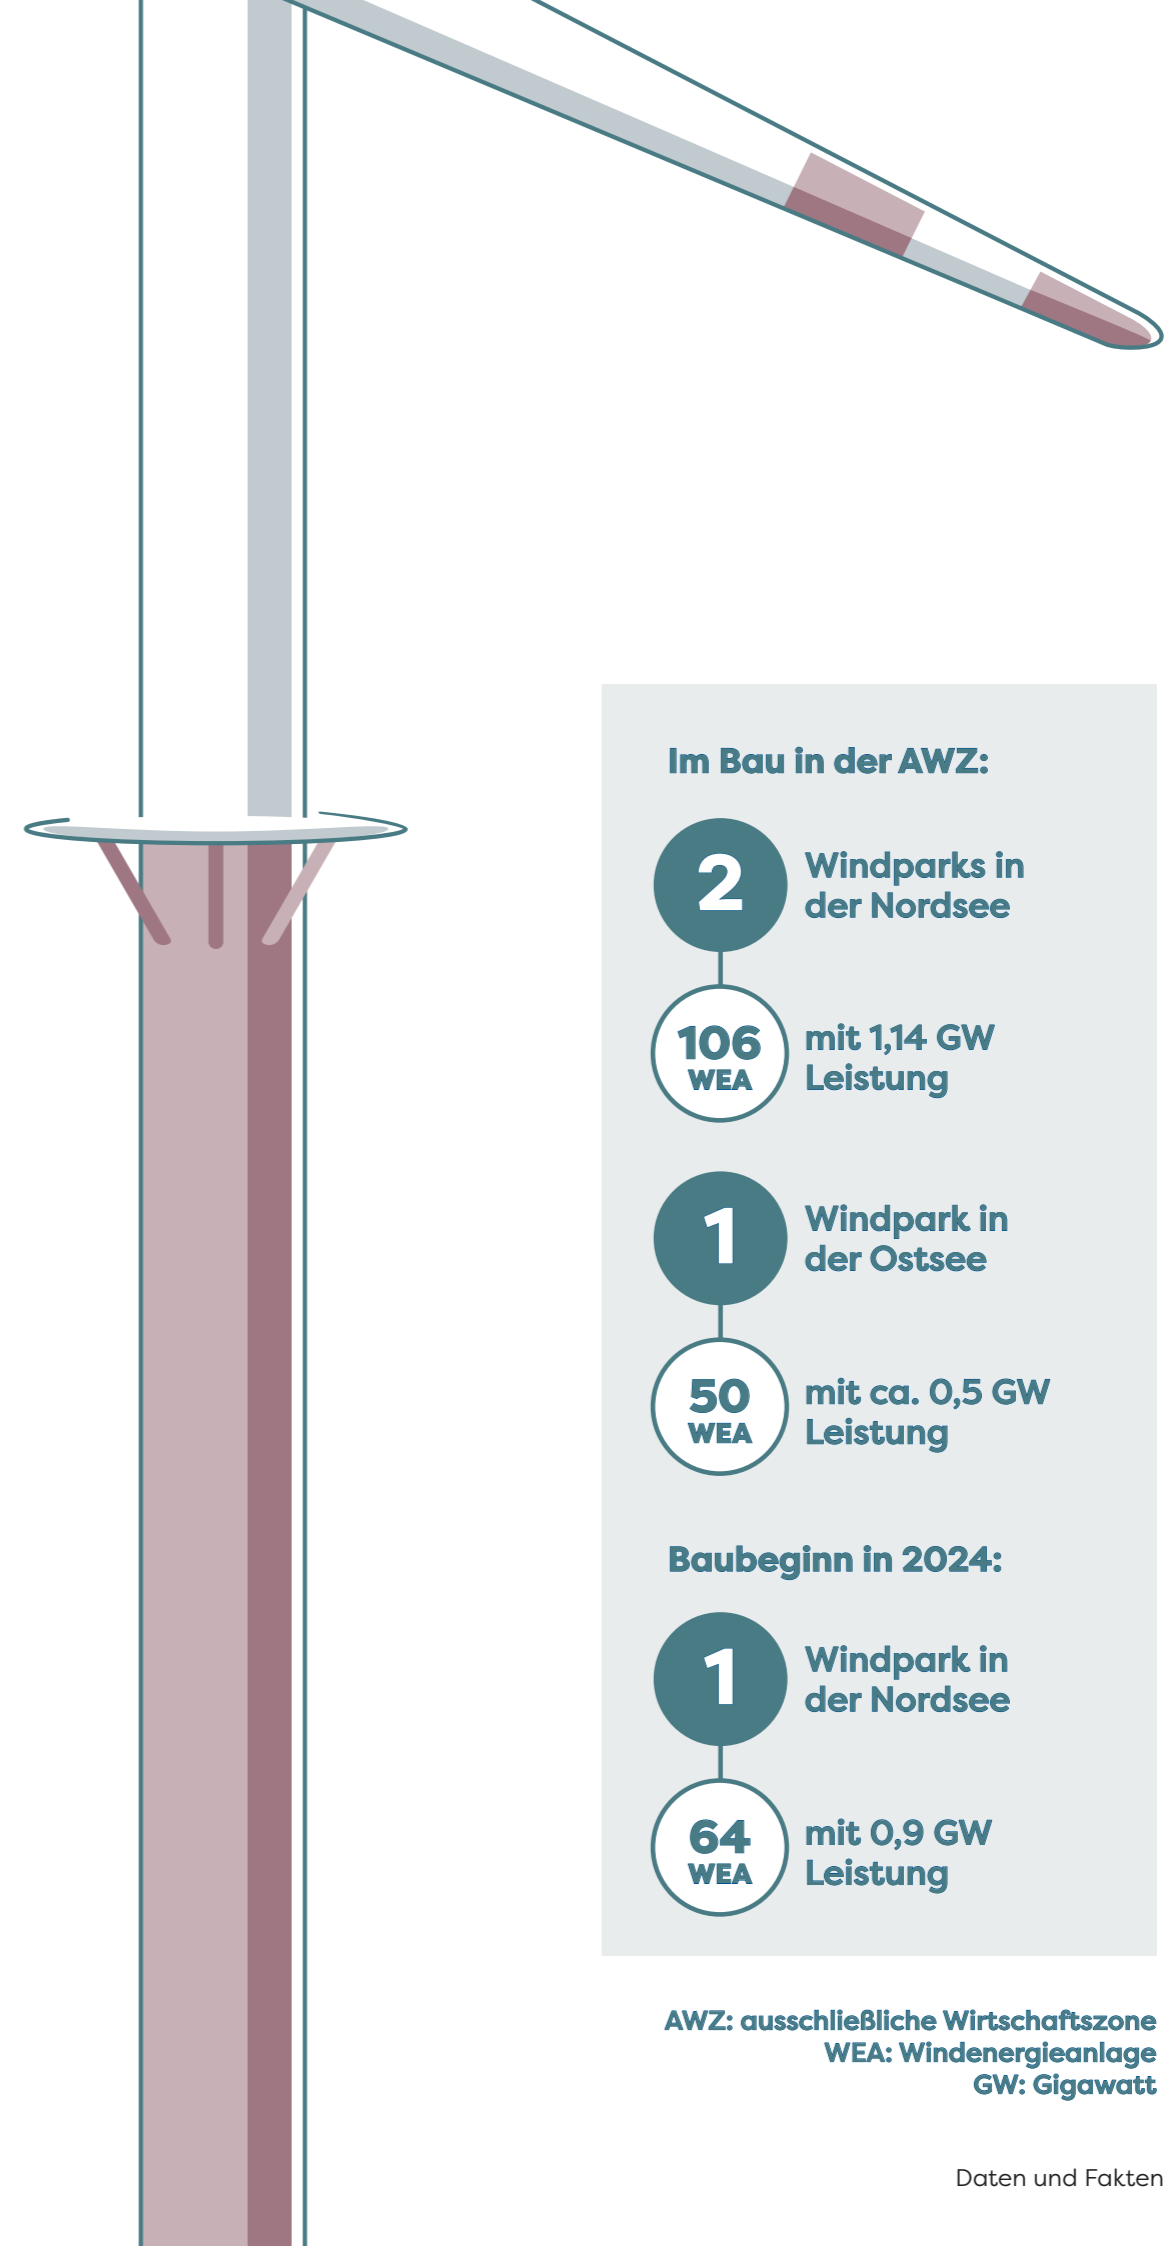 Im Bau in der AWZ:
2
Windparks in
der Nordsee
106
WEA
mit 1,14 GW
Leistung
1
Windpark in
der Ostsee
50
WEA
mit ca. 0,5 GW
Leistung
Baubeginn in 2024:
1
Windpark in
der Nordsee
64
WEA
mit 0,9 GW
Leistung
AWZ: ausschließliche Wirtschaftszone
WEA: Windenergieanlage
GW: Gigawatt
Daten und Fakten